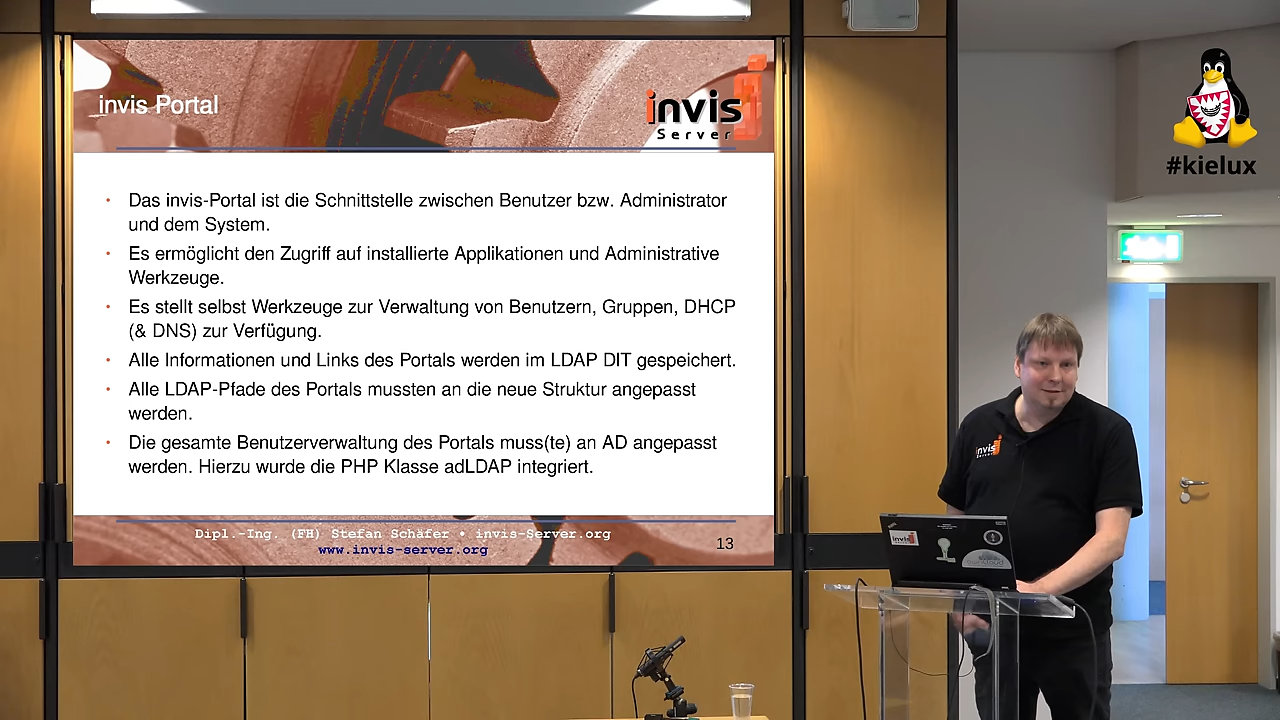 invis Portal
invis
Server
#kielux
Das invis-Portal ist die Schnittstelle zwischen Benutzer bzw. Administrator
und dem System.
Es ermöglicht den Zugriff auf installierte Applikationen und Administrative
Werkzeuge.
Es stellt selbst Werkzeuge zur Verwaltung von Benutzern, Gruppen, DHCP
(& DNS) zur Verfügung.
Alle Informationen und Links des Portals werden im LDAP DIT gespeichert.
Alle LDAP-Pfade des Portals mussten an die neue Struktur angepasst
werden.
Die gesamte Benutzerverwaltung des Portals muss(te) an AD angepasst
werden. Hierzu wurde die PHP Klasse adLDAP integriert.
Dipl.-Ing. (FH) Stefan Schäfer • invis-Server.org
www.invis-server.org
13
invis
Server
invis